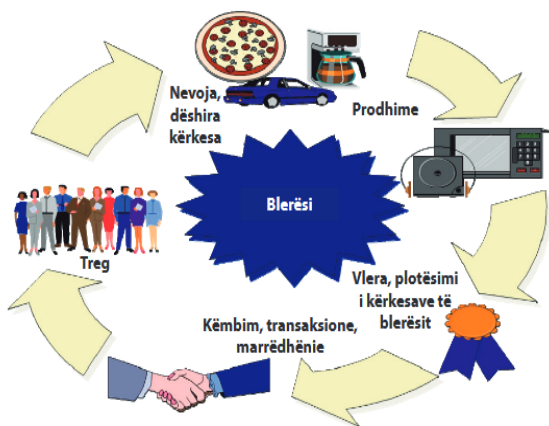 Nevoja,
dëshira
kërkesa
Prodhime
Blerësi
Vlera, plotësimi
i kërkesave të
blerësit
Këmbim, transaksione,
marrëdhënie
Treg